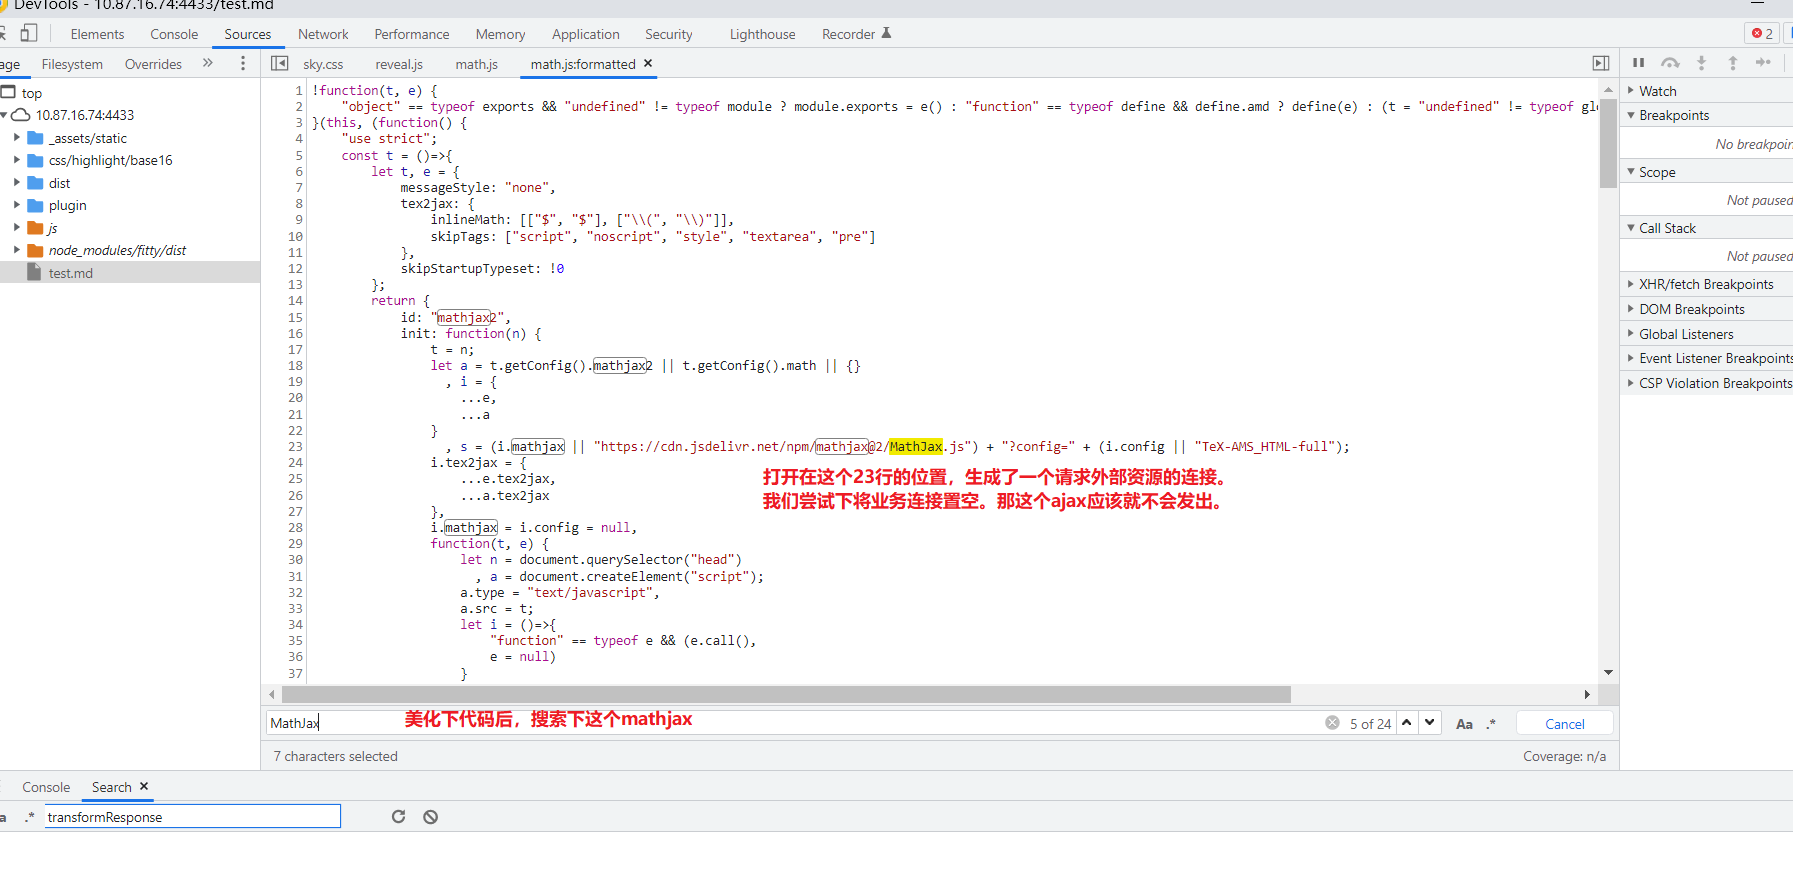 DevTools - 10.87.16.74:4433/test.md
Elements Console Sources Network Performance Memory Application Security Lighthouse Recorder 2
age Filesystem Overrides » sky.css reveal.js math.js math.js:formatted ×
top
10.87.16.74:4433
_assets/static
css/highlight/base16
dist
plugin
js
node_modules/fitty/dist
test.md
1 !function(t, e) {
2 "object" == typeof exports && "undefined" != typeof module ? module.exports = e() : "function" == typeof define && define.amd ? define(e) : (t = "undefined" != typeof glo
3 }(this, (function() {
4 "use strict";
5 const t = ()=>{
6 let t, e = {
7 messageStyle: "none",
8 tex2jax: {
9 inlineMath: [["$", "$"], ["\\(", "\\)"]],
10 skipTags: ["script", "noscript", "style", "textarea", "pre"]
11 },
12 skipStartupTypeset: !0
13 };
14 return {
15 id: "mathjax2",
16 init: function(n) {
17 t = n;
18 let a = t.getConfig().mathjax2 || t.getConfig().math || {}
19 , i = {
20 ...e,
21 ...a
22 }
23 , s = (i.mathjax || "https://cdn.jsdelivr.net/npm/mathjax@2/MathJax.js") + "?config=" + (i.config || "TeX-AMS_HTML-full");
24 i.tex2jax = {
25 ...e.tex2jax,
26 ...a.tex2jax
27 },
28 i.mathjax = i.config = null,
29 function(t, e) {
30 let n = document.querySelector("head")
31 , a = document.createElement("script");
32 a.type = "text/javascript",
33 a.src = t;
34 let i = ()=>{
35 "function" == typeof e && (e.call(),
36 e = null)
37 }
打开在这个23行的位置，生成了一个请求外部资源的连接。
我们尝试下将业务连接置空。那这个ajax应该就不会发出。
MathJax
美化下代码后，搜索下这个mathjax
5 of 24 Aa .* Cancel
7 characters selected Coverage: n/a
Watch
Breakpoints
No breakpoin
Scope
Not paused
Call Stack
Not paused
XHR/fetch Breakpoints
DOM Breakpoints
Global Listeners
Event Listener Breakpoints
CSP Violation Breakpoints
Console Search ×
a .* transformResponse